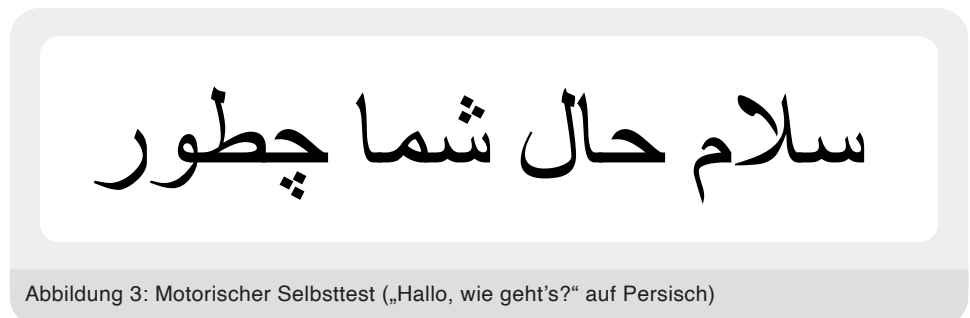 سلام حال شما چطور
Abbildung 3: Motorischer Selbsttest („Hallo, wie geht’s?“ auf Persisch)